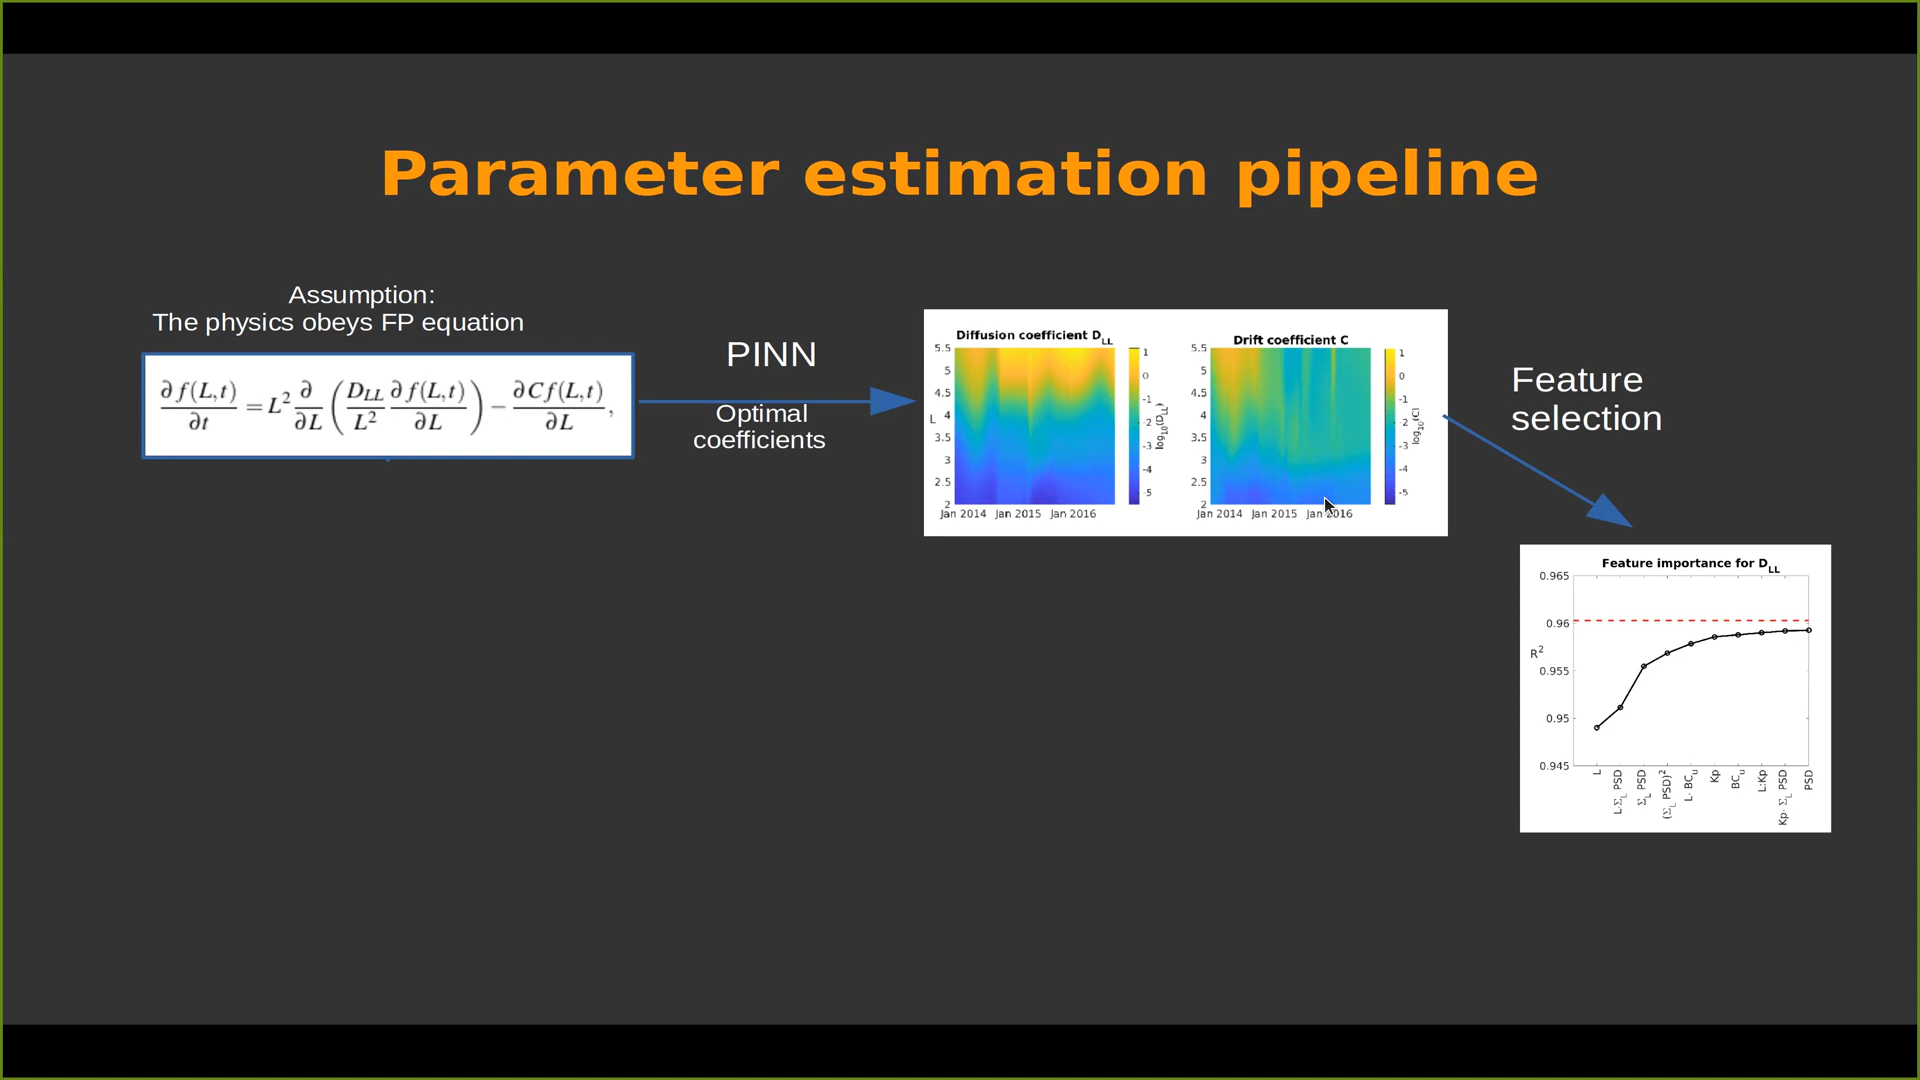 Parameter estimation pipeline
Assumption:
The physics obeys FP equation
∂f(L,t)/∂t = L² ∂/∂L (D_LL/L² ∂f(L,t)/∂L) − ∂Cf(L,t)/∂L,
PINN
Optimal
coefficients
Diffusion coefficient D_LL
5.5
5
4.5
4
3.5
3
2.5
2
L
Jan 2014 Jan 2015 Jan 2016
1
0
-1
-2
-3
-4
-5
log₁₀(D_LL)
Drift coefficient C
5.5
5
4.5
4
3.5
3
2.5
2
Jan 2014 Jan 2015 Jan 2016
1
0
-1
-2
-3
-4
-5
log₁₀(C)
Feature
selection
Feature importance for D_LL
0.965
0.96
0.955
0.95
0.945
R²
L
L·Σ_L PSD
Σ_L PSD
(Σ_L PSD)²
L· BC_u
Kp
BC_u
L:Kp
Kp· Σ_L PSD
PSD